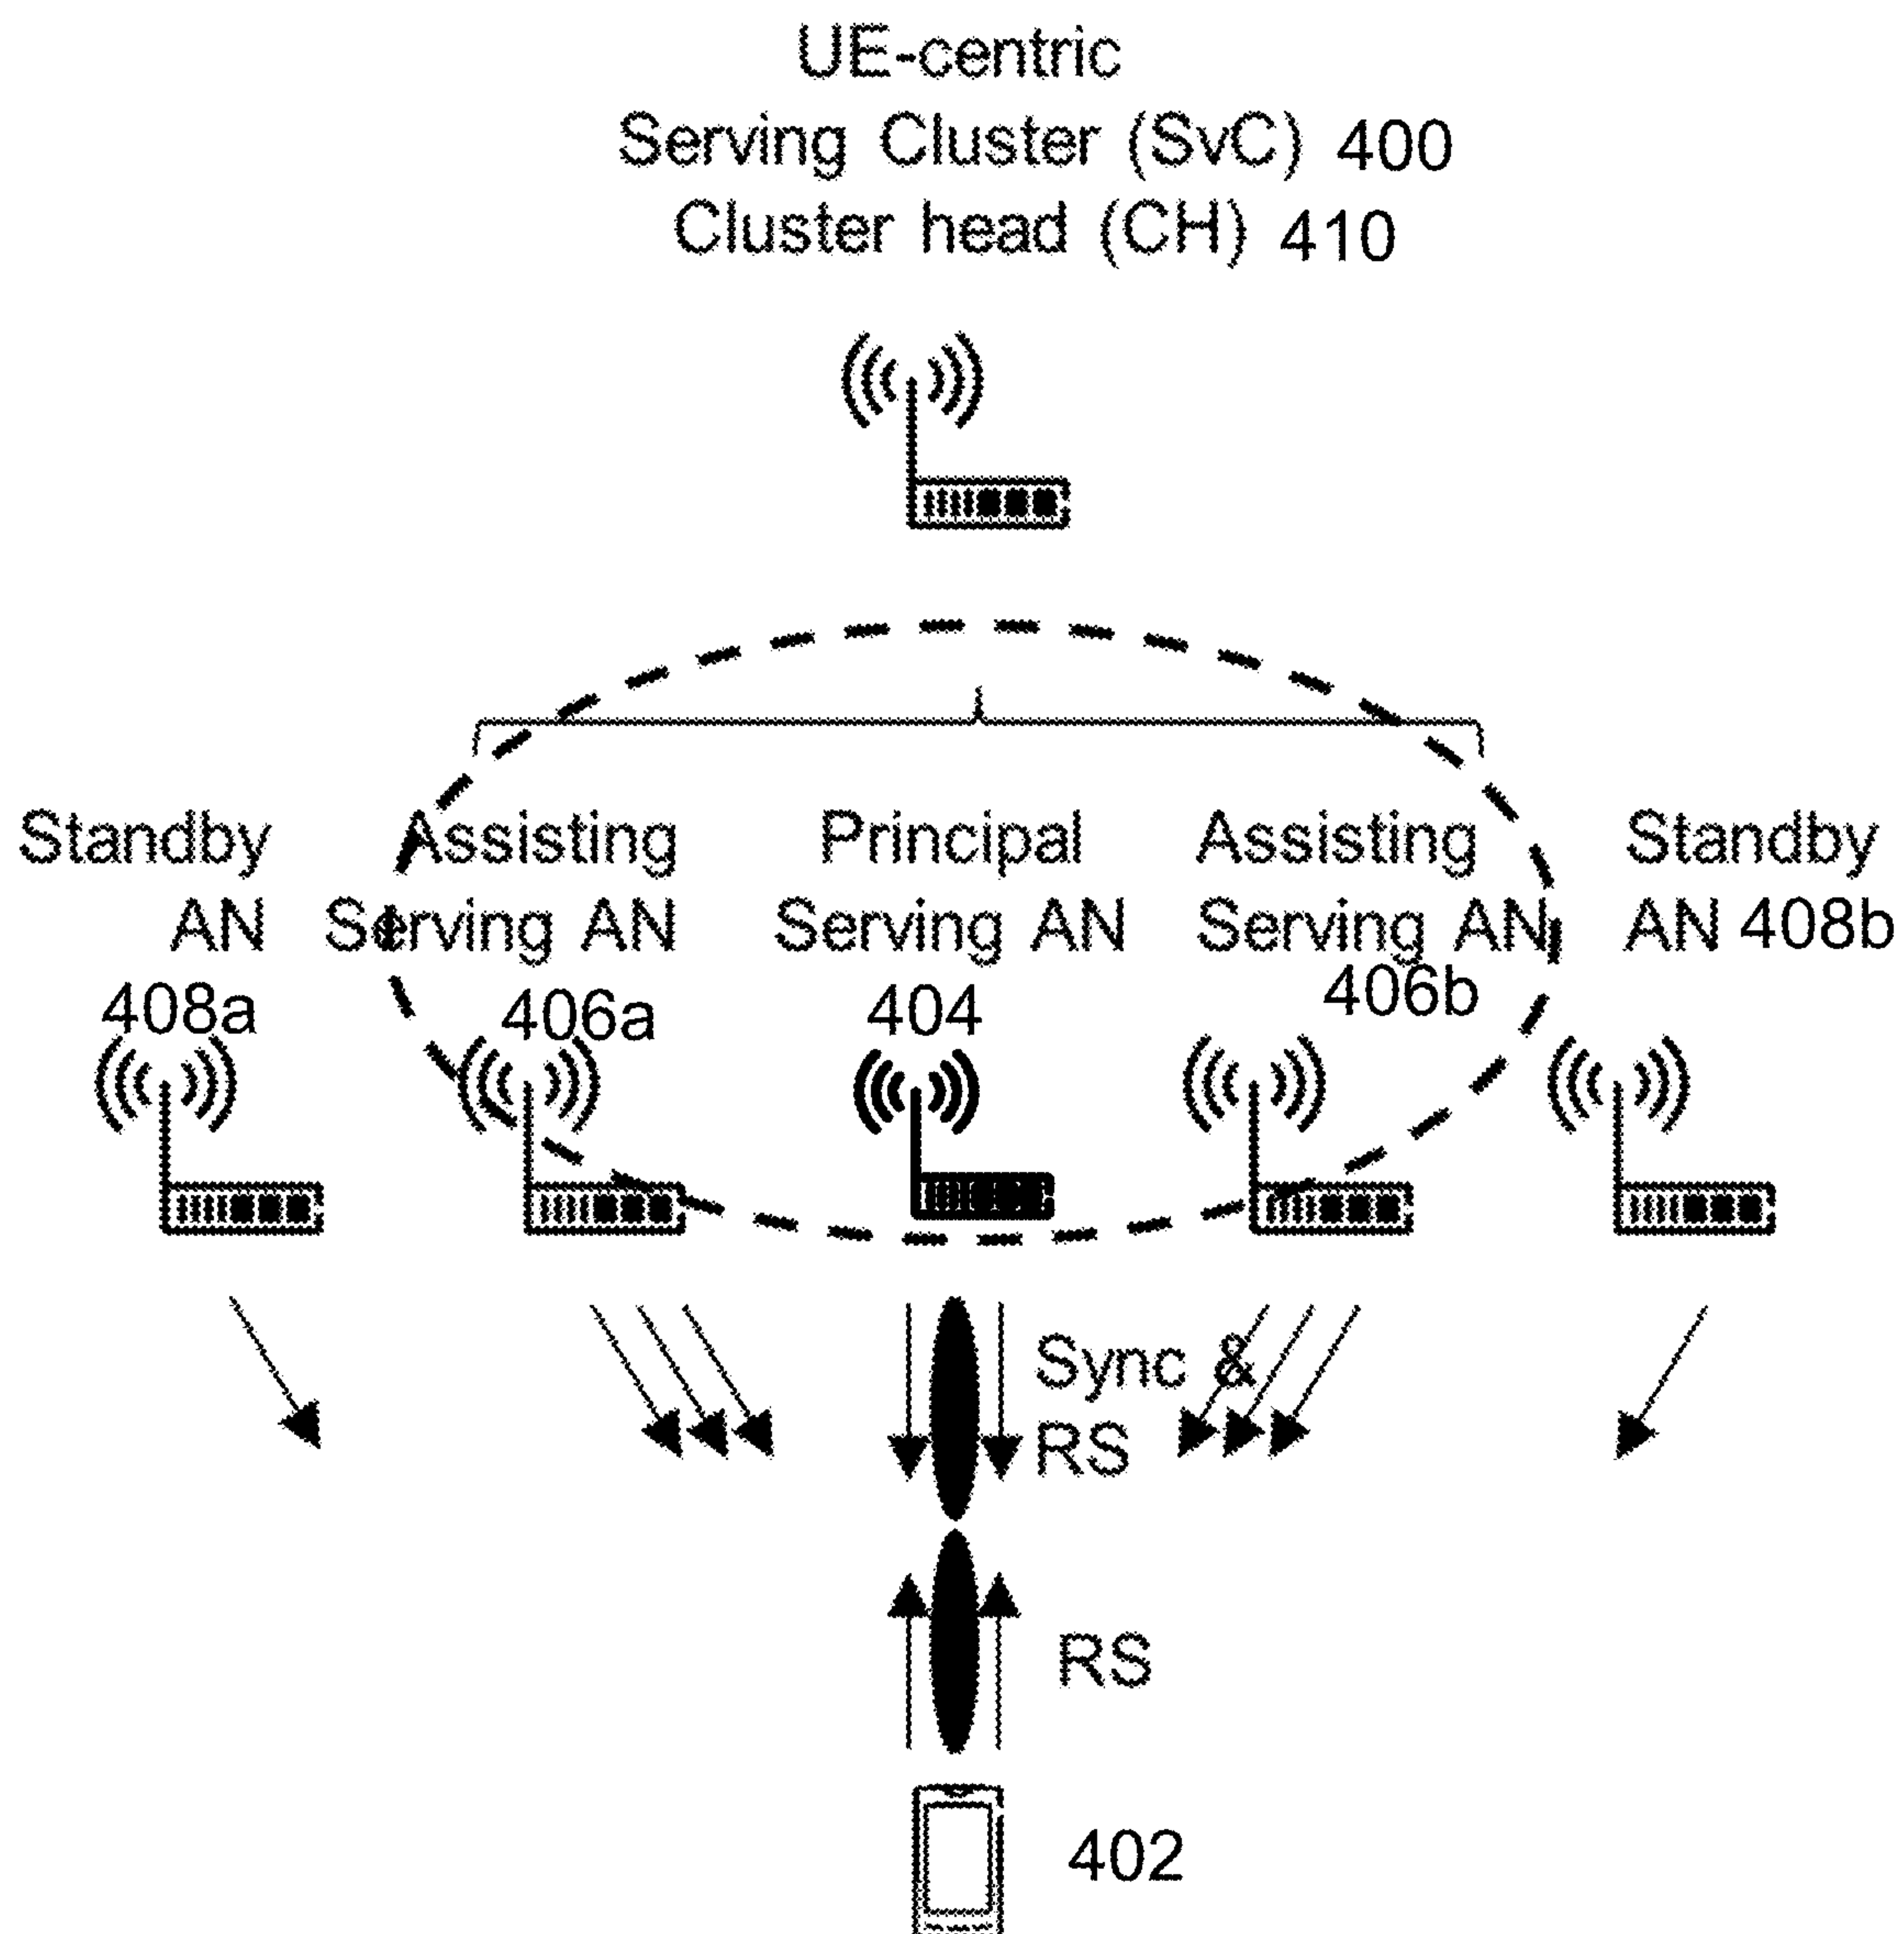 UE-centric
Serving Cluster (SvC) 400
Cluster head (CH) 410
Standby
AN
408a
Assisting
Serving AN
406a
Principal
Serving AN
404
Assisting
Serving AN
406b
Standby
AN 408b
Sync &
RS
RS
402